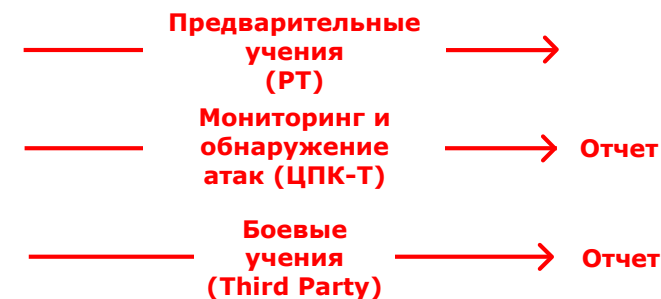 Предварительные
учения
(PT)
Мониторинг и
обнаружение
атак (ЦПК-Т)
Отчет
Боевые
учения
(Third Party)
Отчет